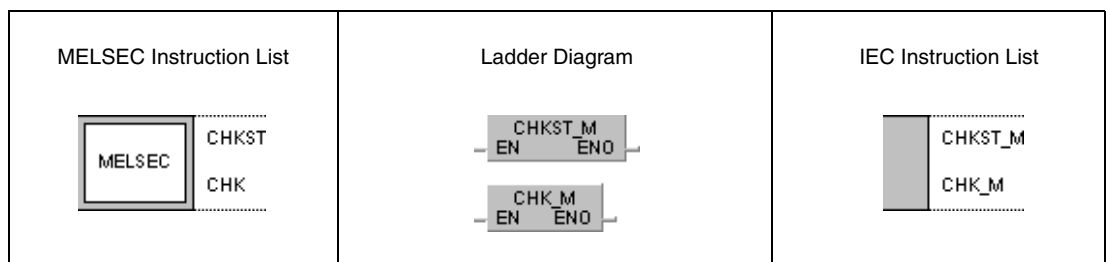 MELSEC Instruction List
MELSEC
CHKST
CHK
Ladder Diagram
CHKST_M
EN ENO
CHK_M
EN ENO
IEC Instruction List
CHKST_M
CHK_M